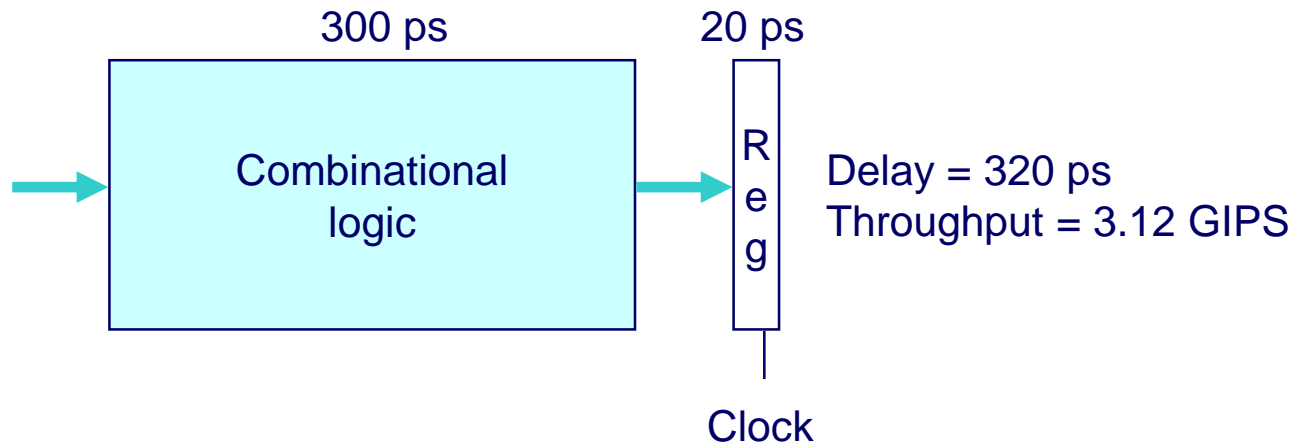 300 ps
20 ps
Combinational
logic
R
e
g
Delay = 320 ps
Throughput = 3.12 GIPS
Clock